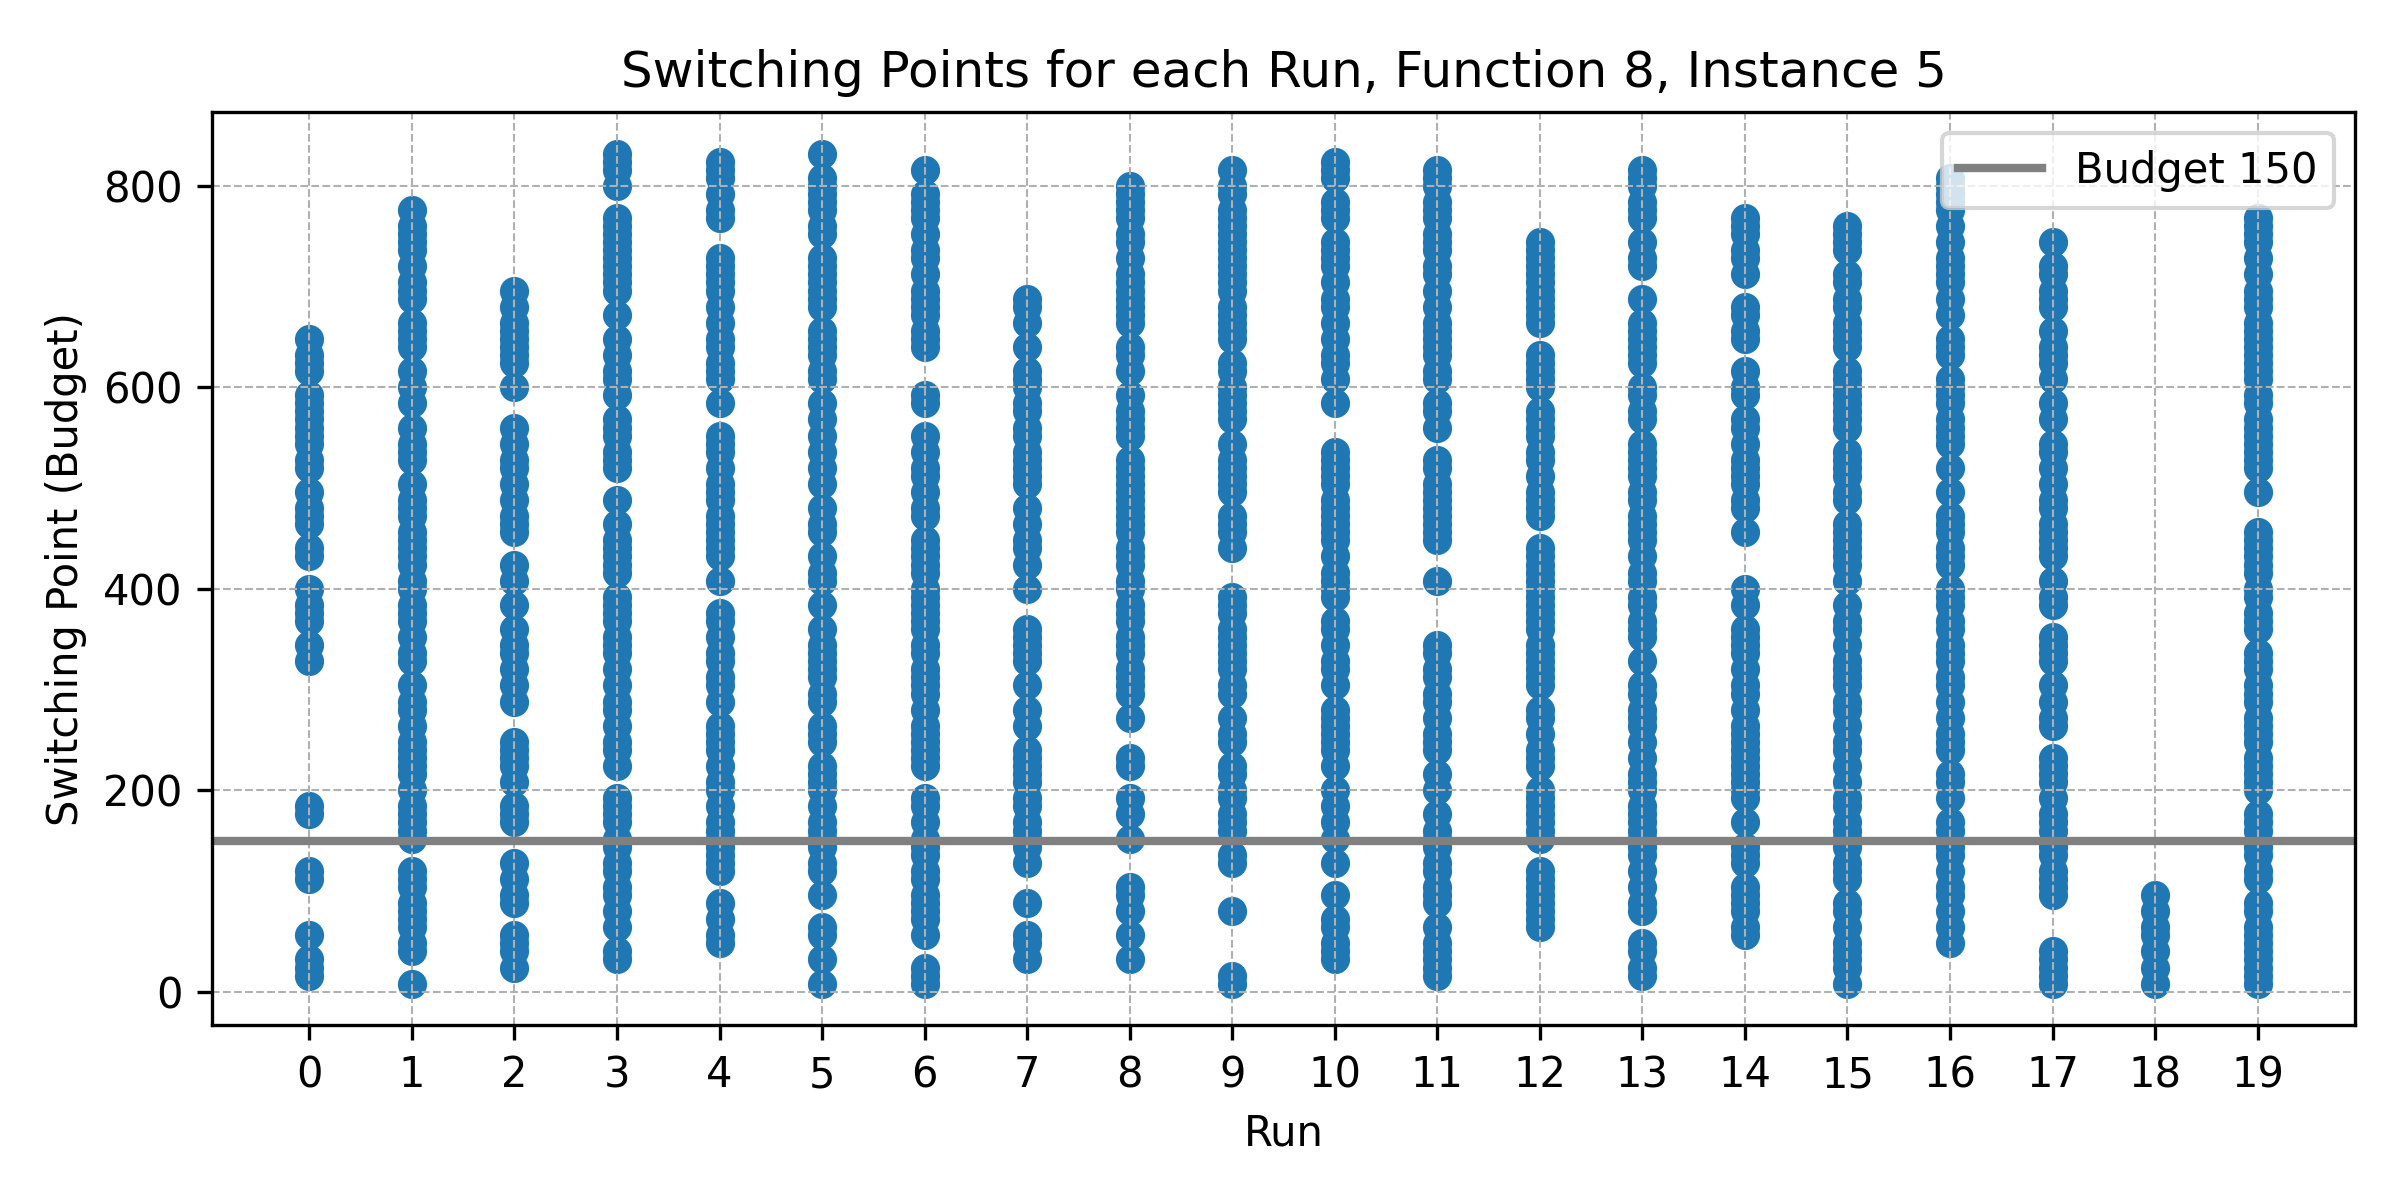 Switching Points for each Run, Function 8, Instance 5
Budget 150
Switching Point (Budget)
800
600
400
200
0
0 1 2 3 4 5 6 7 8 9 10 11 12 13 14 15 16 17 18 19
Run